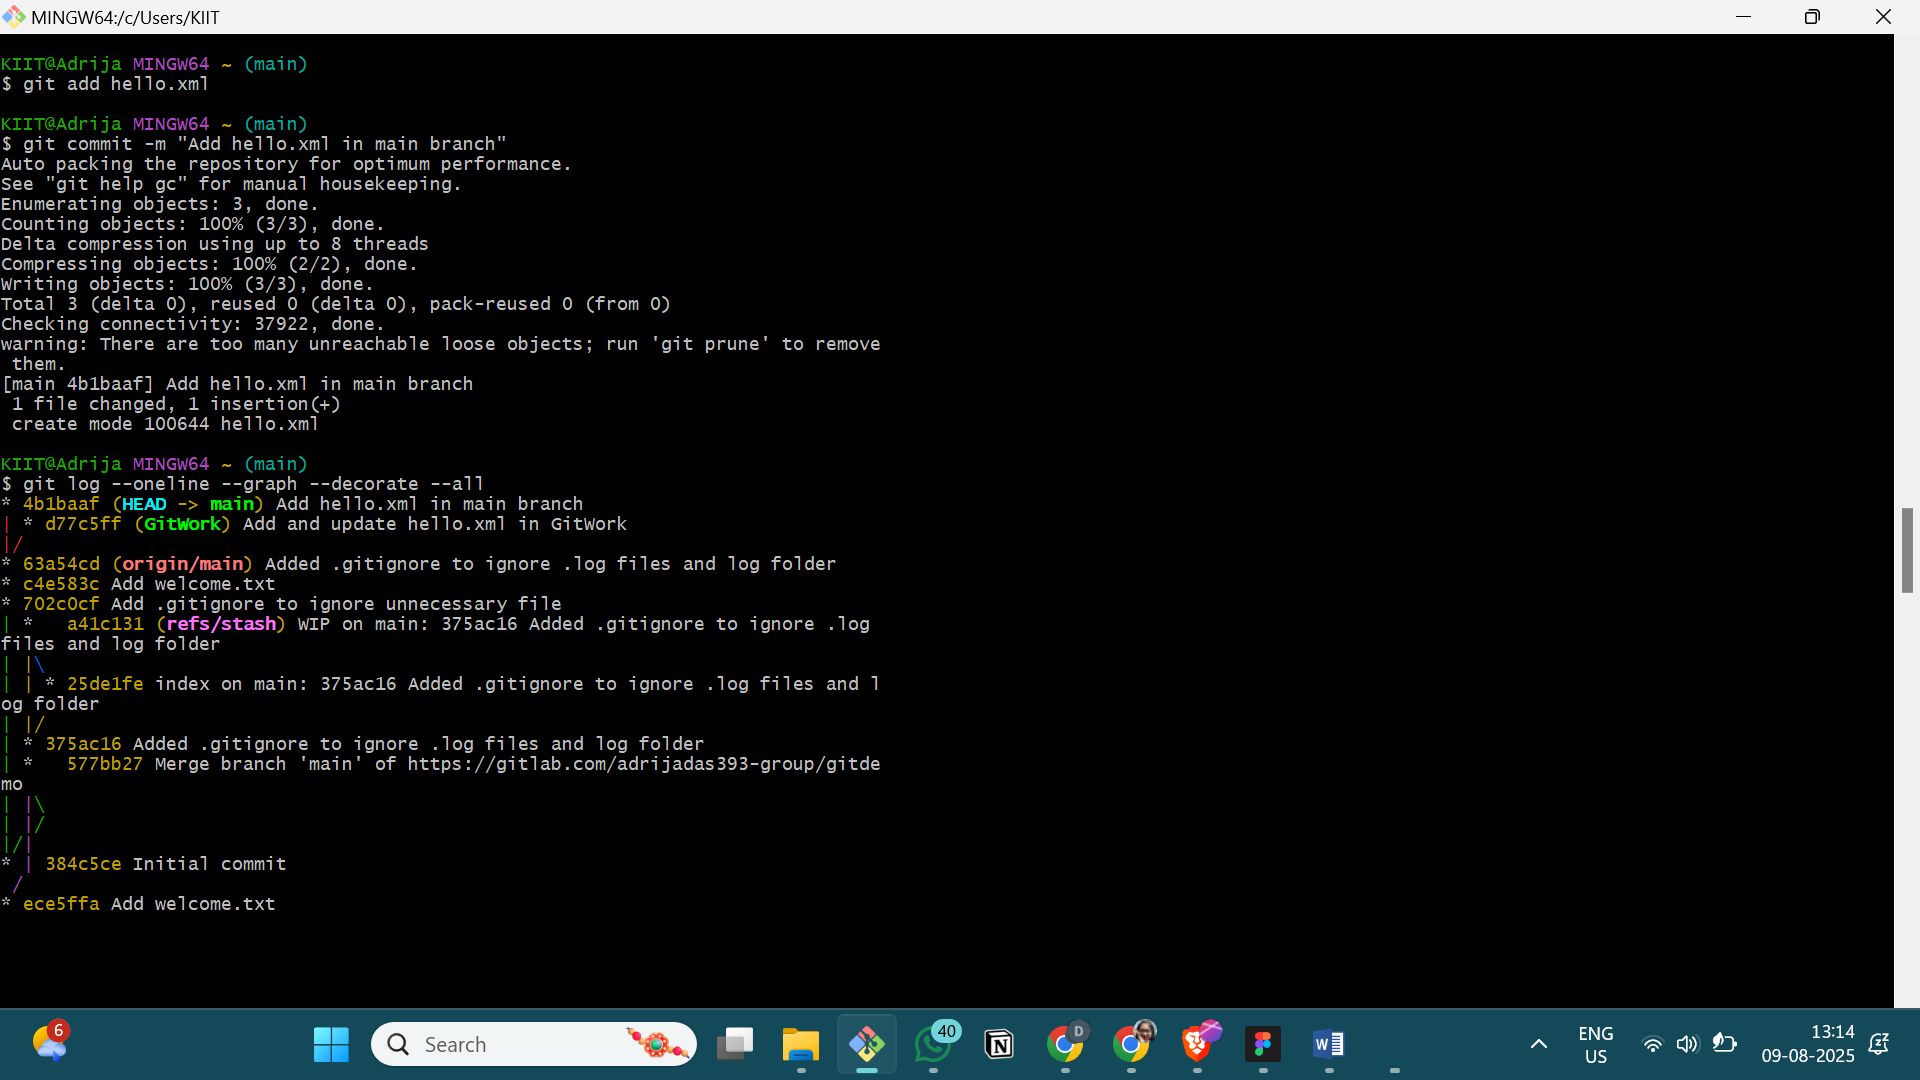 MINGW64:/c/Users/KIIT
KIIT@Adrija MINGW64 ~ (main)
$ git add hello.xml
KIIT@Adrija MINGW64 ~ (main)
$ git commit -m "Add hello.xml in main branch"
Auto packing the repository for optimum performance.
See "git help gc" for manual housekeeping.
Enumerating objects: 3, done.
Counting objects: 100% (3/3), done.
Delta compression using up to 8 threads
Compressing objects: 100% (2/2), done.
Writing objects: 100% (3/3), done.
Total 3 (delta 0), reused 0 (delta 0), pack-reused 0 (from 0)
Checking connectivity: 37922, done.
warning: There are too many unreachable loose objects; run 'git prune' to remove
them.
[main 4b1baaf] Add hello.xml in main branch
1 file changed, 1 insertion(+)
create mode 100644 hello.xml
KIIT@Adrija MINGW64 ~ (main)
$ git log --oneline --graph --decorate --all
* 4b1baaf (HEAD -> main) Add hello.xml in main branch
| * d77c5ff (GitWork) Add and update hello.xml in GitWork
|/
* 63a54cd (origin/main) Added .gitignore to ignore .log files and log folder
* c4e583c Add welcome.txt
* 702c0cf Add .gitignore to ignore unnecessary file
| *   a41c131 (refs/stash) WIP on main: 375ac16 Added .gitignore to ignore .log
files and log folder
| |\
| | * 25de1fe index on main: 375ac16 Added .gitignore to ignore .log files and l
og folder
| |/
| * 375ac16 Added .gitignore to ignore .log files and log folder
| *   577bb27 Merge branch 'main' of https://gitlab.com/adrijadas393-group/gitde
mo
| |\
| |/
|/|
* | 384c5ce Initial commit
 /
* ece5ffa Add welcome.txt
6
Search
40
D
ENG
US
13:14
09-08-2025